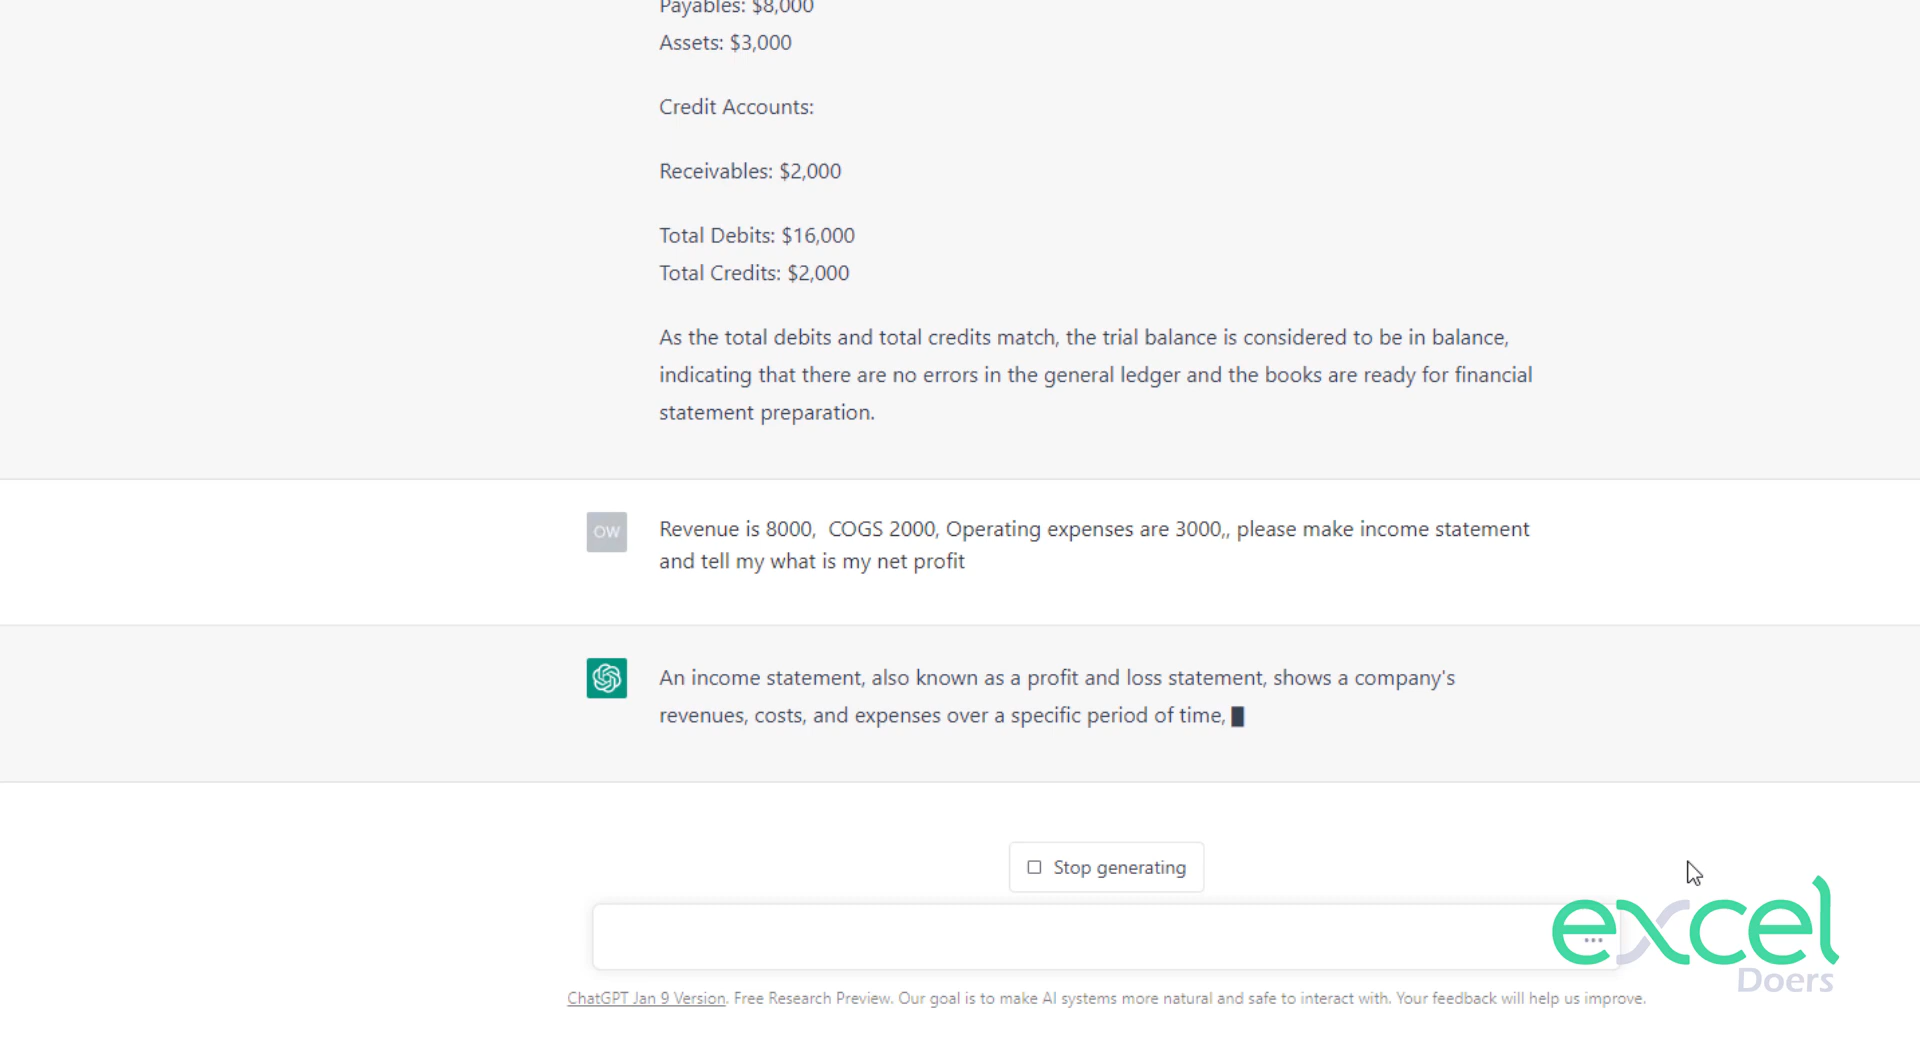 Payables: $8,000
Assets: $3,000
Credit Accounts:
Receivables: $2,000
Total Debits: $16,000
Total Credits: $2,000
As the total debits and total credits match, the trial balance is considered to be in balance,
indicating that there are no errors in the general ledger and the books are ready for financial
statement preparation.
OW
Revenue is 8000,  COGS 2000, Operating expenses are 3000,, please make income statement
and tell my what is my net profit
An income statement, also known as a profit and loss statement, shows a company's
revenues, costs, and expenses over a specific period of time,
Stop generating
excel
Doers
ChatGPT Jan 9 Version. Free Research Preview. Our goal is to make AI systems more natural and safe to interact with. Your feedback will help us improve.